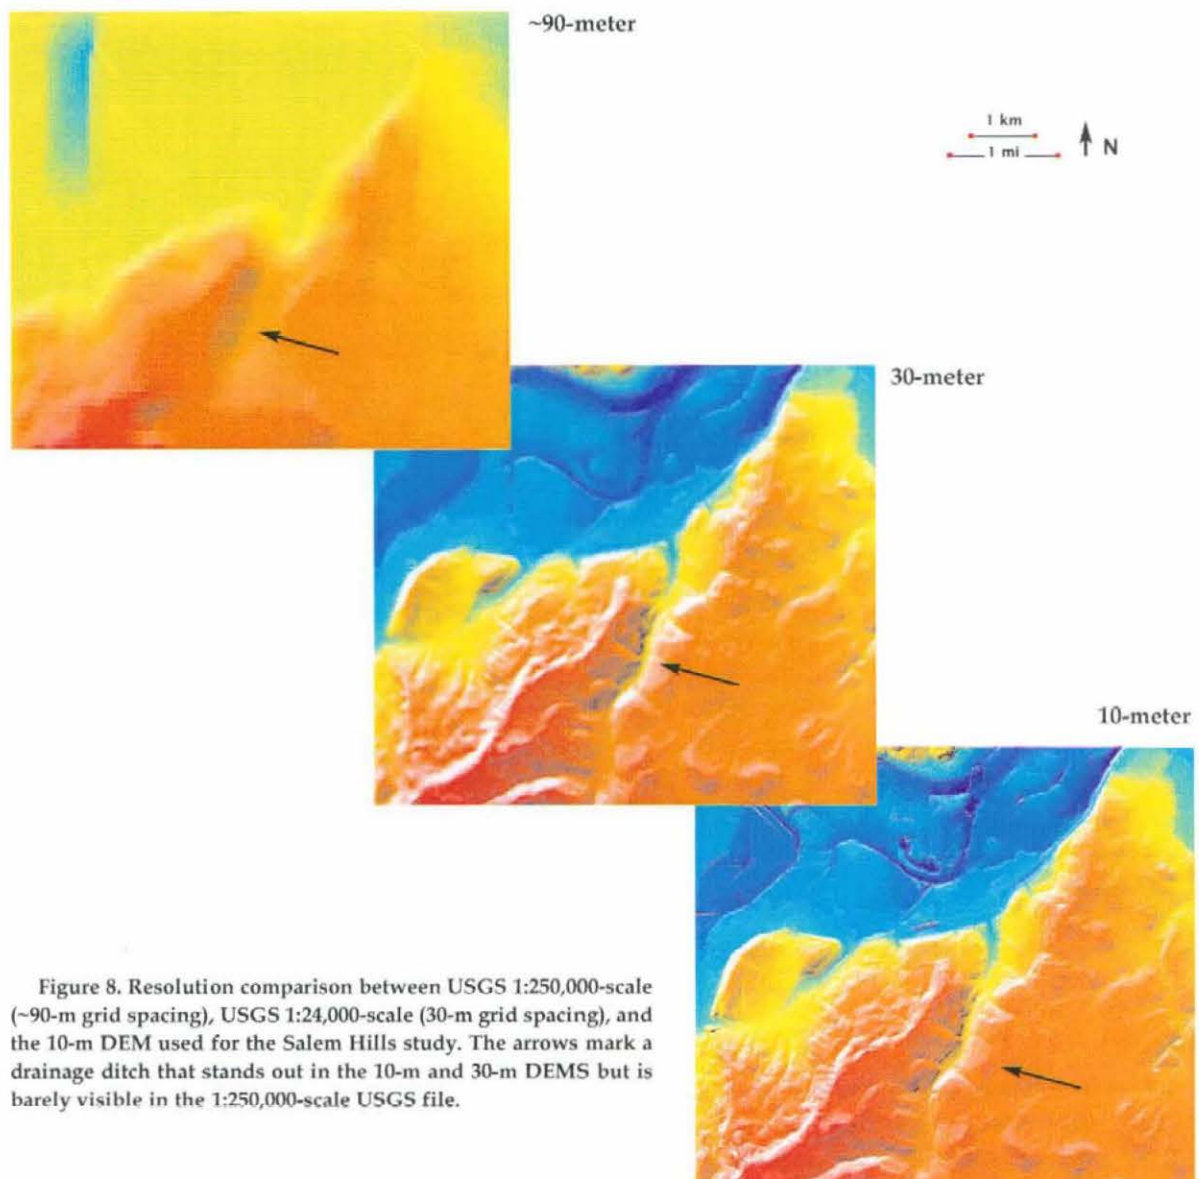 ~90-meter
1 km
1 mi
N
30-meter
10-meter
Figure 8. Resolution comparison between USGS 1:250,000-scale
(~90-m grid spacing), USGS 1:24,000-scale (30-m grid spacing), and
the 10-m DEM used for the Salem Hills study. The arrows mark a
drainage ditch that stands out in the 10-m and 30-m DEMS but is
barely visible in the 1:250,000-scale USGS file.